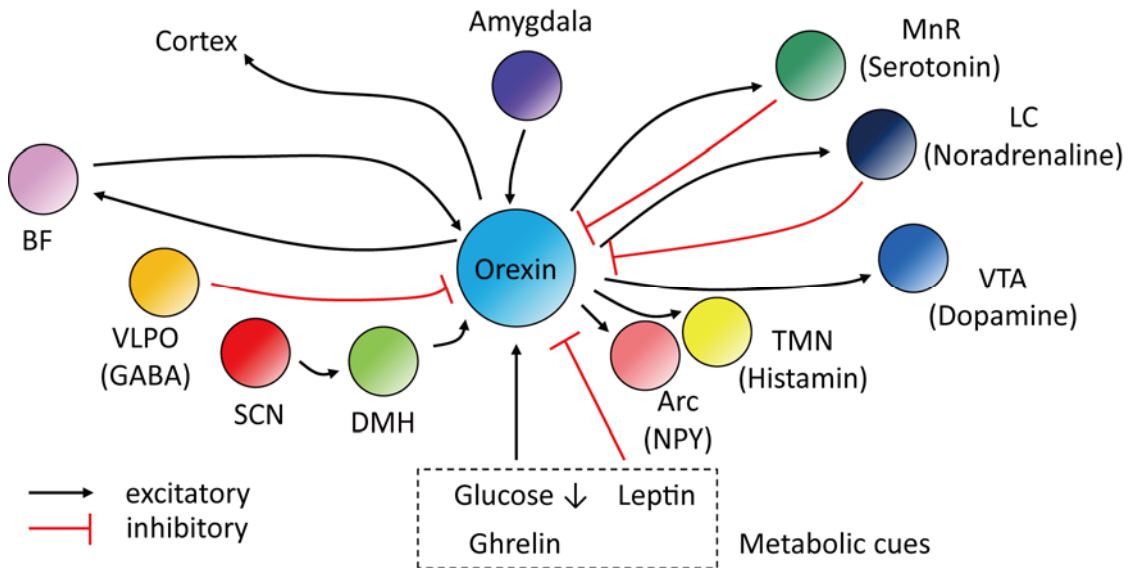 Amygdala
Cortex
MnR
(Serotonin)
LC
(Noradrenaline)
BF
Orexin
VLPO
(GABA)
SCN
DMH
VTA
(Dopamine)
TMN
(Histamin)
Arc
(NPY)
excitatory
inhibitory
Glucose ↓ Leptin
Ghrelin
Metabolic cues